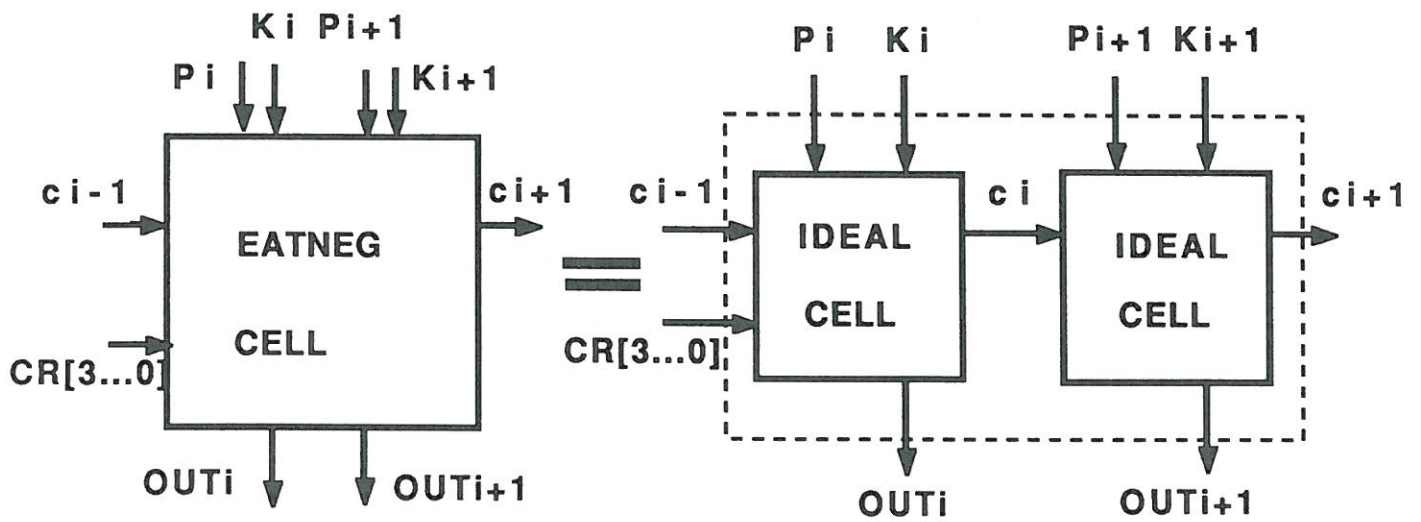 Ki Pi+1
Pi
Ki+1
ci-1
ci+1
EATNEG
CELL
CR[3...0]
OUTi
OUTi+1
=
Pi
Ki
Pi+1
Ki+1
ci-1
IDEAL
CELL
ci
IDEAL
CELL
ci+1
CR[3...0]
OUTi
OUTi+1